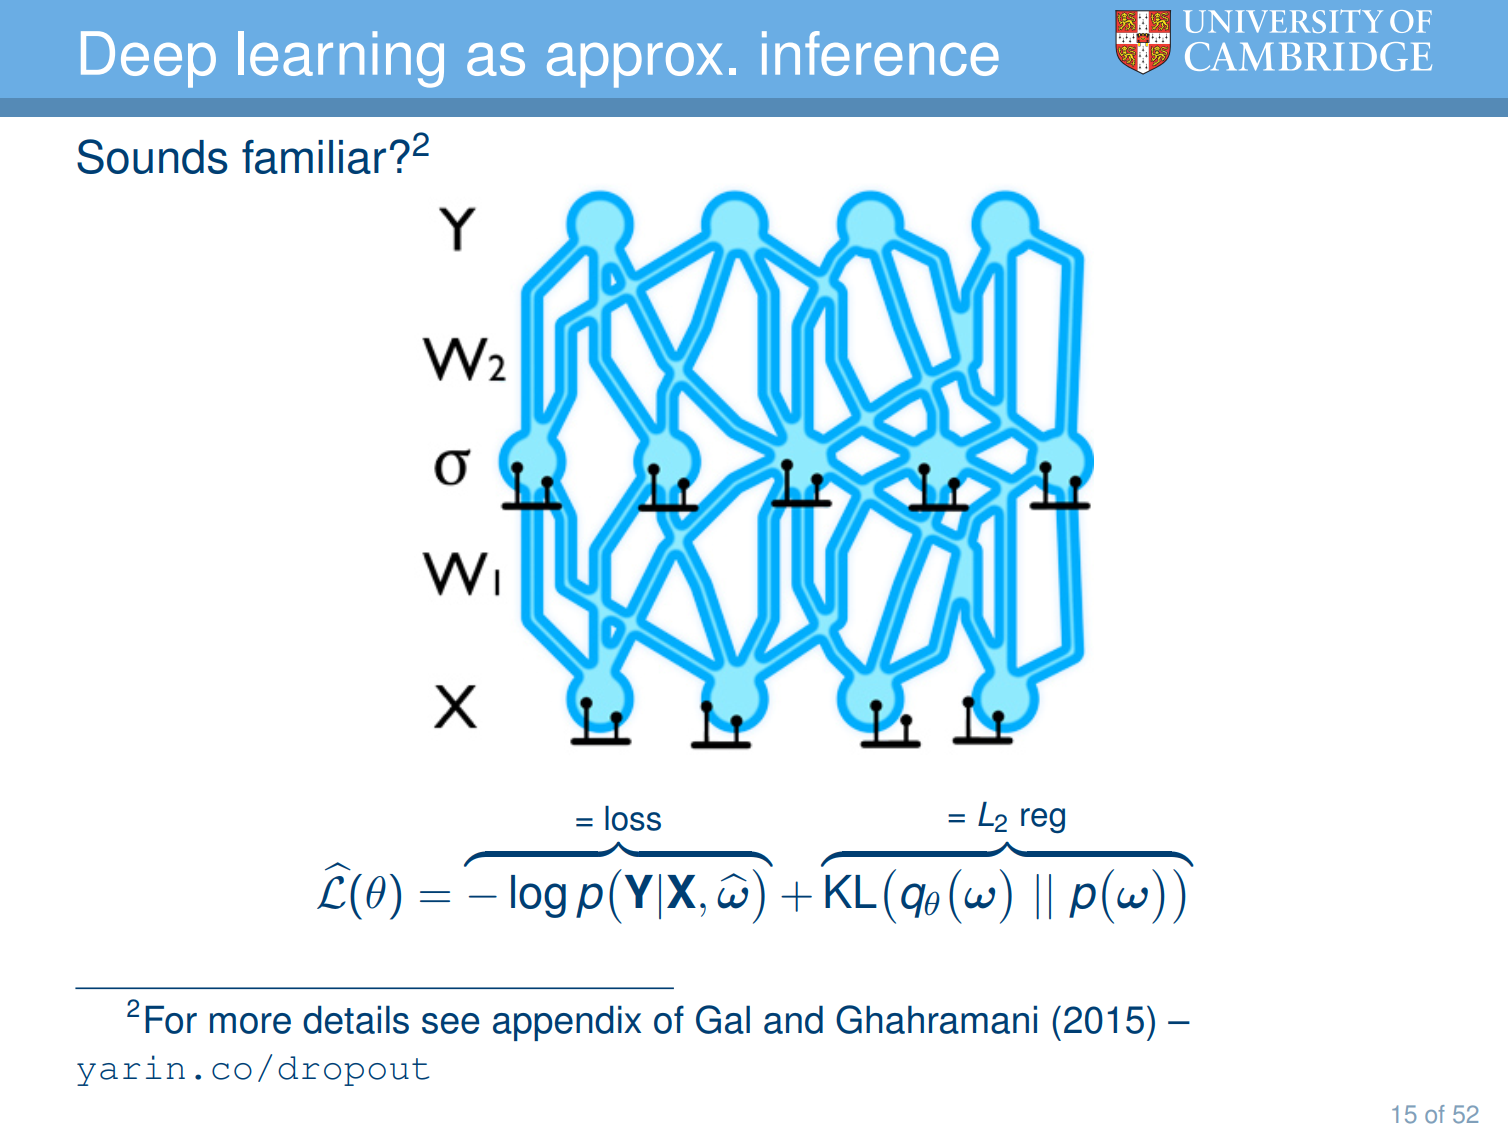 Deep learning as approx. inference
UNIVERSITY OF
CAMBRIDGE
Sounds familiar?²
Y
W₂
σ
W₁
X
= loss
= L₂ reg
ℒ̂(θ) = − log p(Y|X, ω̂) + KL(q_θ(ω) || p(ω))
²For more details see appendix of Gal and Ghahramani (2015) –
yarin.co/dropout
15 of 52